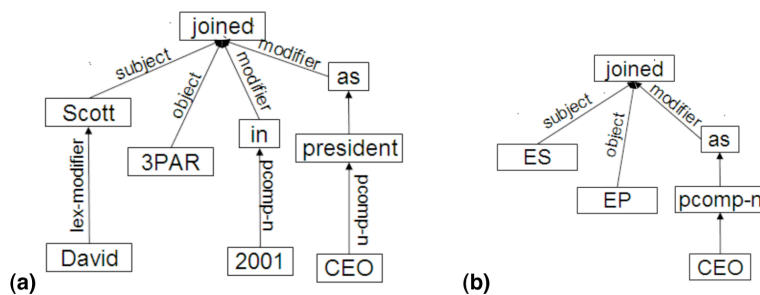 joined
subject
object
modifier
modifier
Scott
3PAR
in
as
president
lex-modifier
pcomp-n
pcomp-n
David
2001
CEO
(a)
joined
subject
object
modifier
ES
EP
as
pcomp-n
CEO
(b)